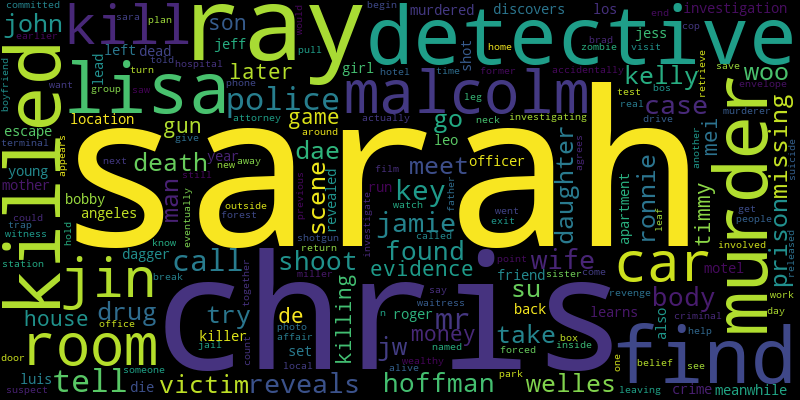 committed sara plan would begin discovers murdered los investigation
john kill ray detective
earlier son jeff left dead told hospital pull girl shot hotel time former accidentally brad zombie visit jess cop end
boyfriend killed lisa later phone want turn group saw police malcolm kelly woo home save envelope
location gun game go actually leg neck investigating test real bos case retrieve murderer
crime escape terminal attorney around leo officer drive
young death give year new away dae meet daughter another mei
mother appears man scene revealed key film agrees apartment ronnie missing
bobby angeles eventually still sarah previous run watch father jamie timmy prison suicide
could outside next forest called went exit leaf get people murder
trap witness hold dagger know shotgun return found wife involved released
station call shoot evidence friend sister come car motel
jin break miller together point say su body work day
house drug office try killer de chris roger mr waitress back revenge learns also criminal help
door room jail affair photo set count killing money n named take box inside forced one belief see find
luis someone local jw alive wealthy park
suspect tell die victim reveals hoffman welles leaving crime meanwhile